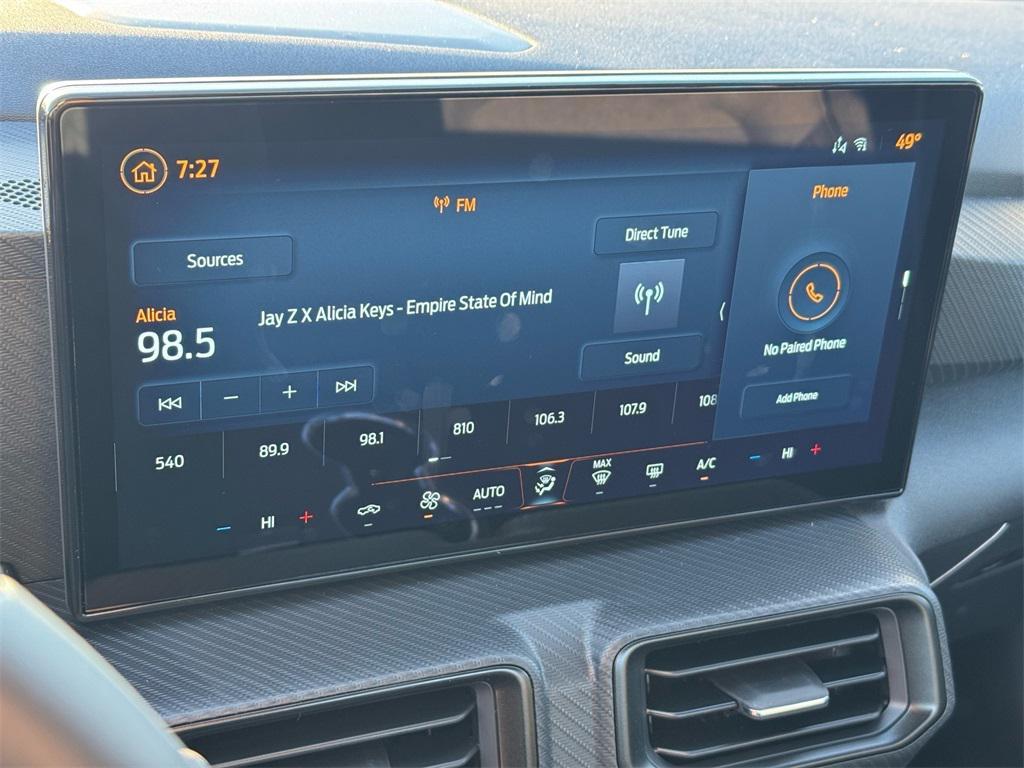 7:27
49°
FM
Phone
Sources
Direct Tune
Alicia
98.5
Jay Z X Alicia Keys - Empire State Of Mind
Sound
No Paired Phone
Add Phone
540
89.9
98.1
810
106.3
107.9
108
HI
AUTO
MAX
A/C
HI